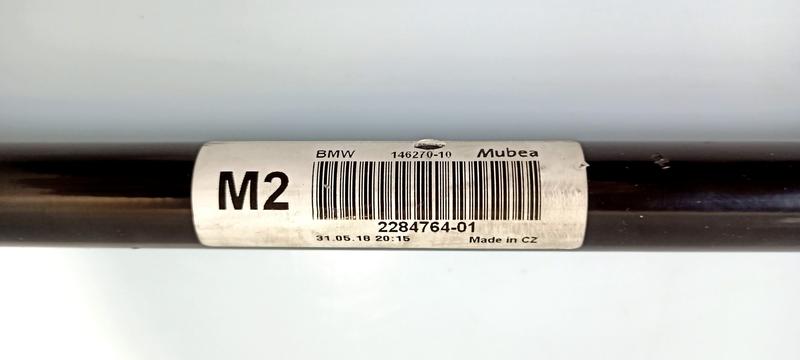 M2
BMW 146270-10 Mubea
2284764-01
31.05.18 20:15 Made in CZ